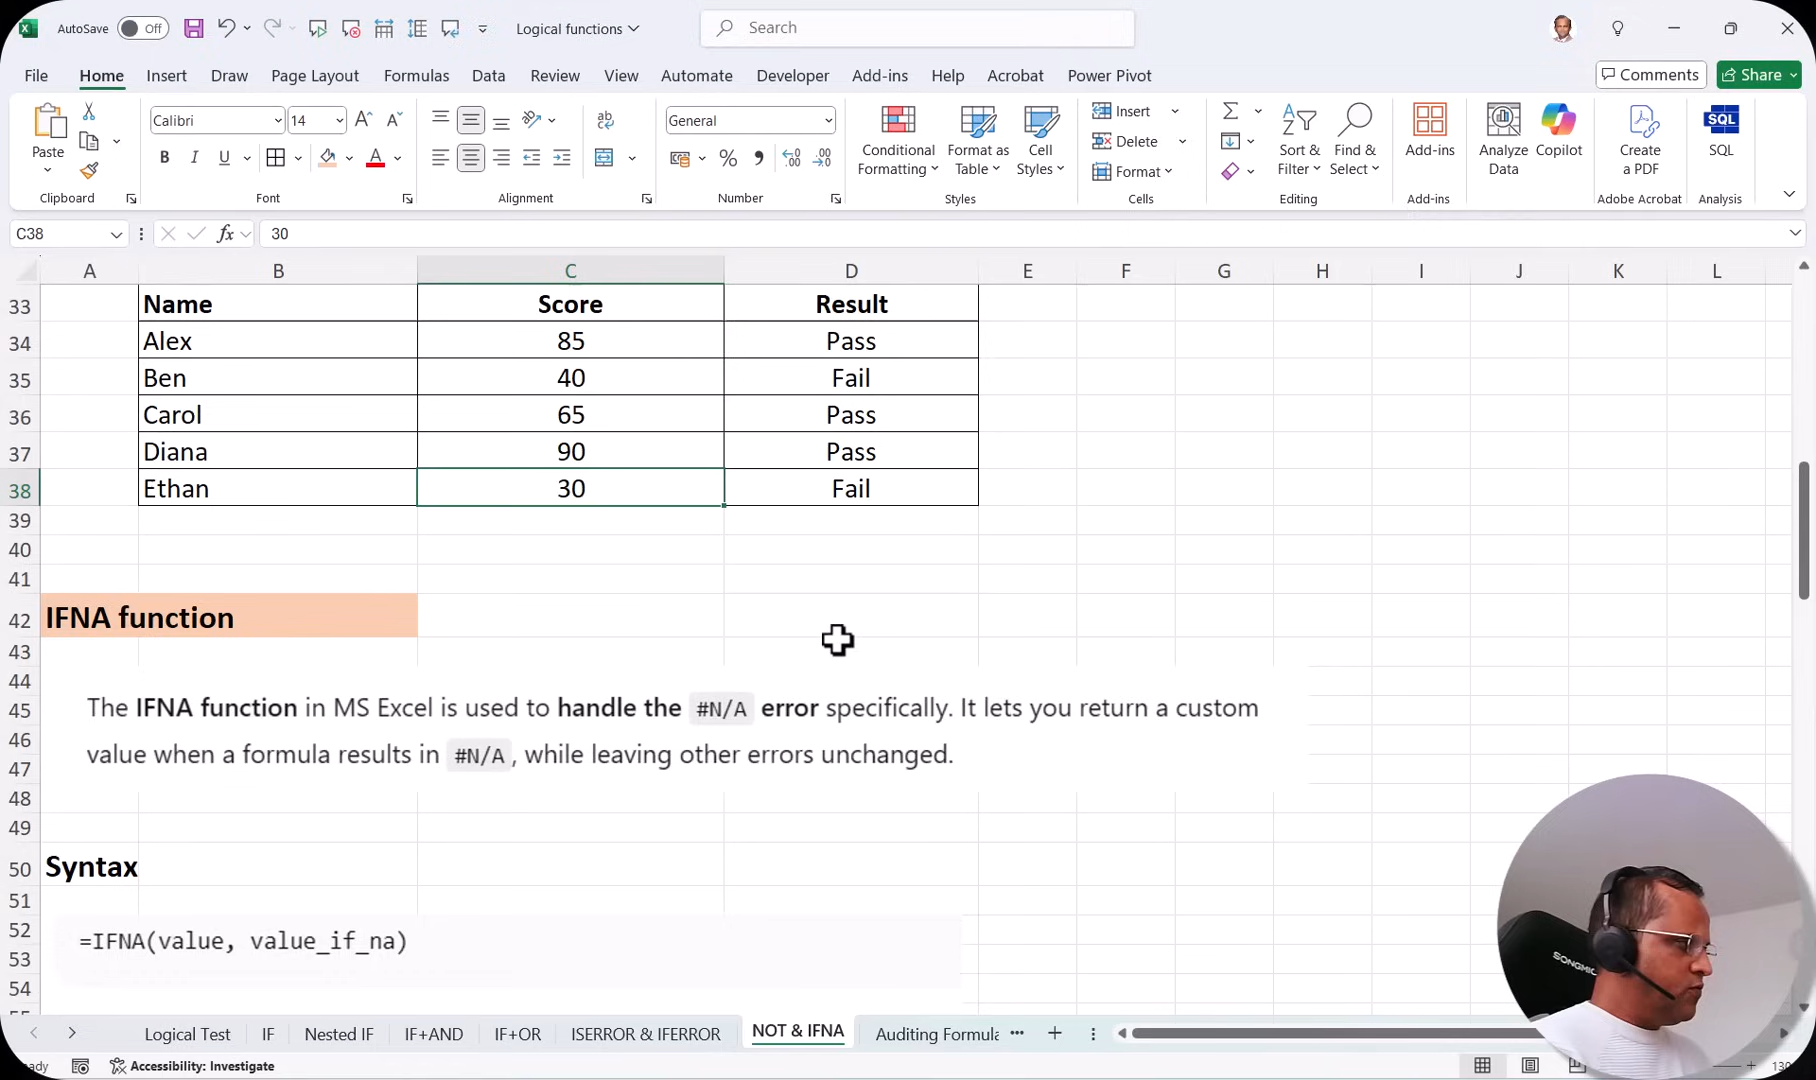 AutoSave Off Logical functions Search
File Home Insert Draw Page Layout Formulas Data Review View Automate Developer Add-ins Help Acrobat Power Pivot Comments Share
Calibri 14 General Insert
Paste Conditional Formatting Format as Table Cell Styles Delete Sort & Filter Find & Select Add-ins Analyze Data Copilot Create a PDF SQL
B I U Format
Clipboard Font Alignment Number Styles Cells Editing Add-ins Adobe Acrobat Analysis
C38 fx 30
A B C D E F G H I J K L
33 Name Score Result
34 Alex 85 Pass
35 Ben 40 Fail
36 Carol 65 Pass
37 Diana 90 Pass
38 Ethan 30 Fail
39
40
41
42 IFNA function
43
44
45 The IFNA function in MS Excel is used to handle the #N/A error specifically. It lets you return a custom
46
47 value when a formula results in #N/A, while leaving other errors unchanged.
48
49
50 Syntax
51
52 =IFNA(value, value_if_na)
53
54
Logical Test IF Nested IF IF+AND IF+OR ISERROR & IFERROR NOT & IFNA Auditing Formula
Accessibility: Investigate